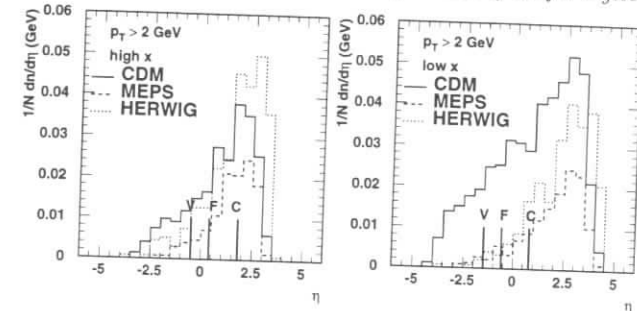 1/N dn/dη (GeV)
0.06
0.05
0.04
0.03
0.02
0.01
0
p_T > 2 GeV
high x
CDM
MEPS
HERWIG
V F C
-5 -2.5 0 2.5 5
η
1/N dn/dη (GeV)
0.06
0.05
0.04
0.03
0.02
0.01
0
p_T > 2 GeV
low x
CDM
MEPS
HERWIG
V F C
-5 -2.5 0 2.5 5
η